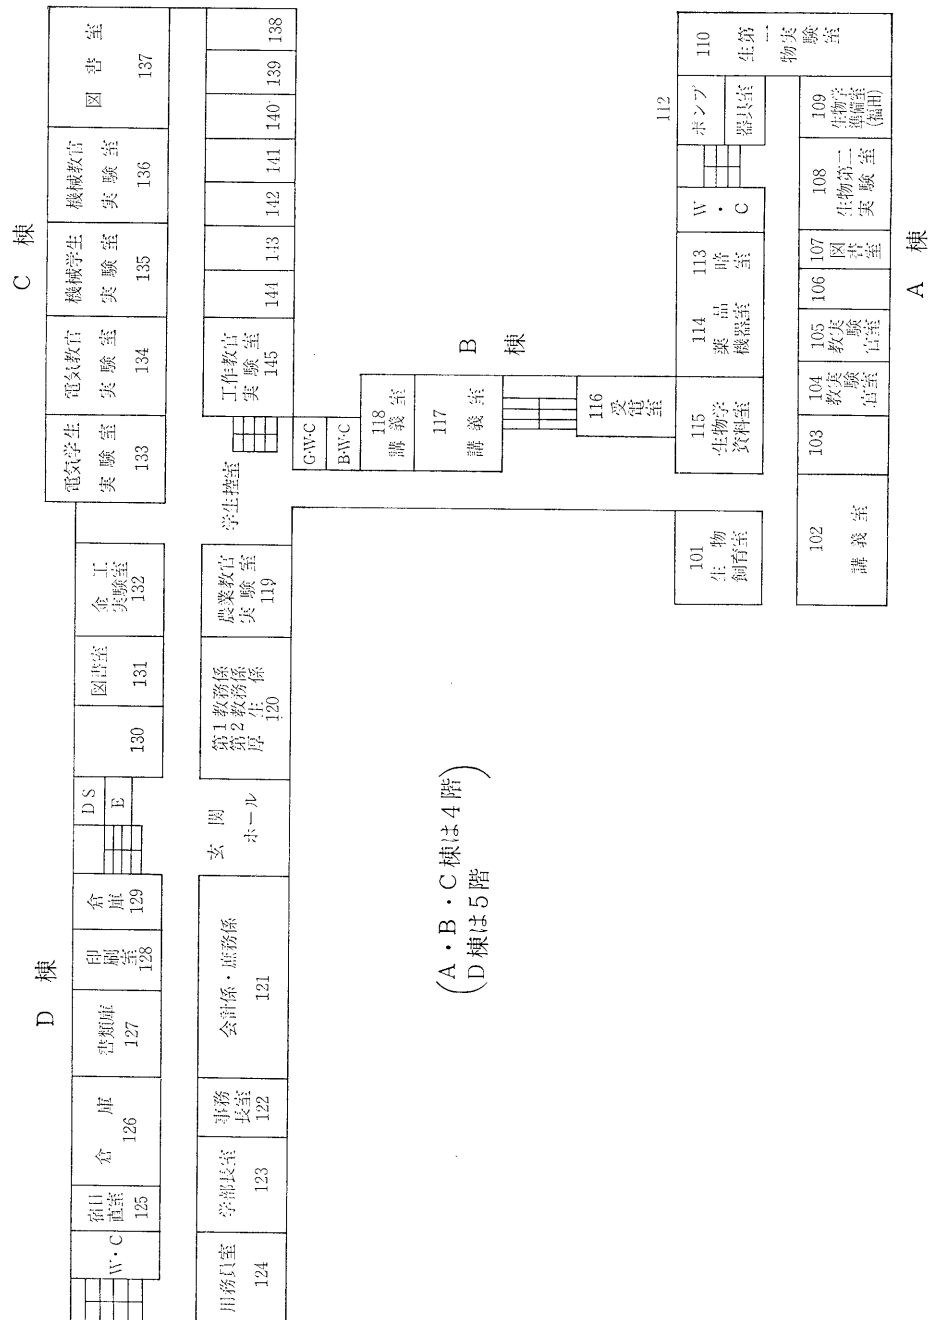 C 棟
図書室
137
機械教官
実験室
136
機械学生
実験室
135
電気教官
実験室
134
電気学生
実験室
133
138
139
140
141
142
143
144
工作教官
実験室
145
学生控室
G·W·C
B·W·C
B 棟
118
講義室
117
講義室
116
受電室
A 棟
110
生物第一実験室
112
ポンプ
器具室
W・C
113
暗室
114
薬品
機器室
115
生物学
資料室
109
生物学
準備室
(福田)
108
生物第二
実験室
107
図書室
106
105
教官
実験室
104
教官
実験室
103
102
講義室
101
生物
飼育室
D 棟
金工
実験室
132
図書室
131
130
DS
E
倉庫
129
印刷室
128
書類庫
127
倉庫
126
宿日直室
125
W・C
農業教官
実験室
119
第1教務係
第2教務係
厚生係
120
玄関
ホール
会計係・庶務係
121
事務長室
122
学部長室
123
用務員室
124
(A・B・C棟は4階
D棟は5階)